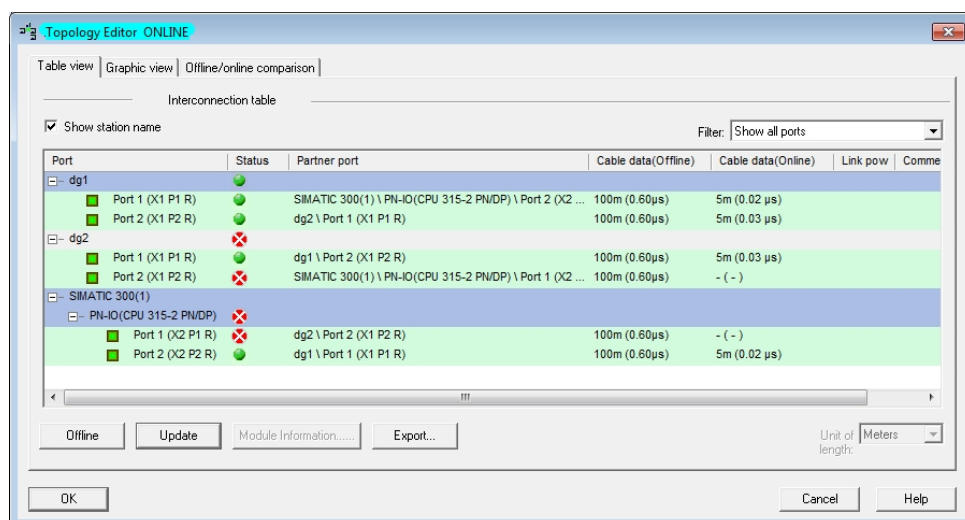 Topology Editor ONLINE
Table view Graphic view Offline/online comparison
Interconnection table
Show station name
Filter: Show all ports
Port Status Partner port Cable data(Offline) Cable data(Online) Link pow Comme
dg1
Port 1 (X1 P1 R) SIMATIC 300(1) \ PN-IO(CPU 315-2 PN/DP) \ Port 2 (X2 ... 100m (0.60µs) 5m (0.02 µs)
Port 2 (X1 P2 R) dg2 \ Port 1 (X1 P1 R) 100m (0.60µs) 5m (0.03 µs)
dg2
Port 1 (X1 P1 R) dg1 \ Port 2 (X1 P2 R) 100m (0.60µs) 5m (0.03 µs)
Port 2 (X1 P2 R) SIMATIC 300(1) \ PN-IO(CPU 315-2 PN/DP) \ Port 1 (X2 ... 100m (0.60µs) - ( - )
SIMATIC 300(1)
PN-IO(CPU 315-2 PN/DP)
Port 1 (X2 P1 R) dg2 \ Port 2 (X1 P2 R) 100m (0.60µs) - ( - )
Port 2 (X2 P2 R) dg1 \ Port 1 (X1 P1 R) 100m (0.60µs) 5m (0.02 µs)
Offline Update Module Information...... Export... Unit of length: Meters
OK Cancel Help